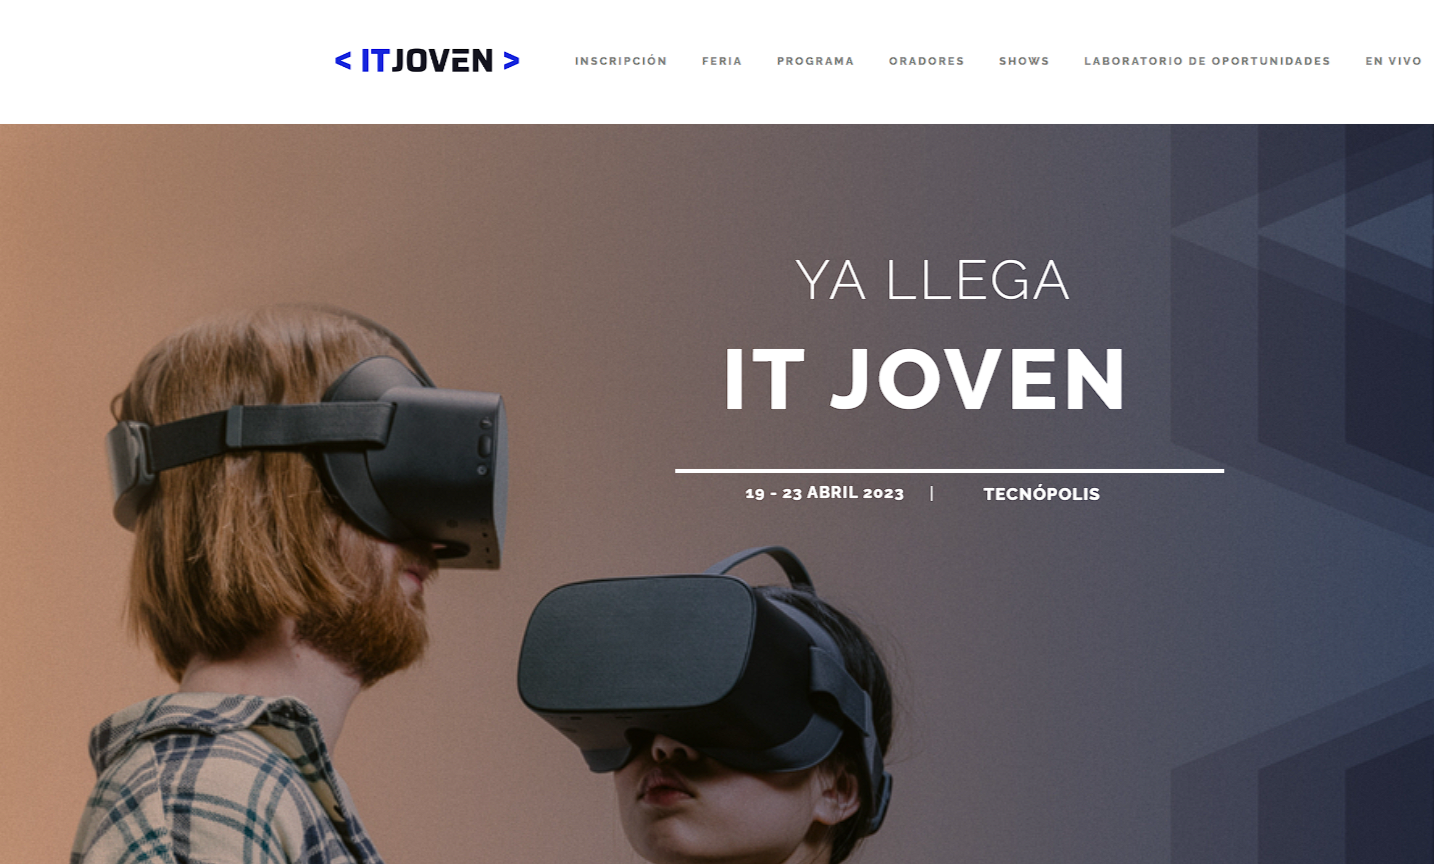 < ITJOVEN >
INSCRIPCIÓN FERIA PROGRAMA ORADORES SHOWS LABORATORIO DE OPORTUNIDADES EN VIVO
YA LLEGA
IT JOVEN
19 - 23 ABRIL 2023 | TECNÓPOLIS